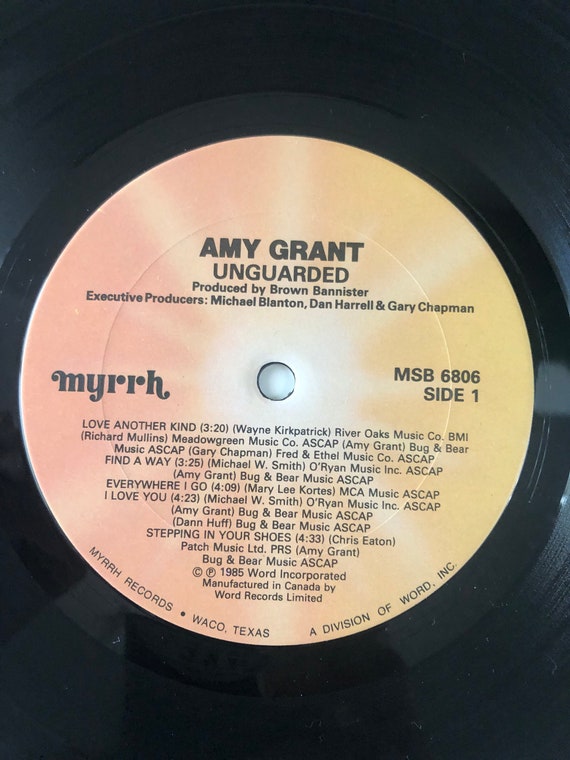 AMY GRANT
UNGUARDED
Produced by Brown Bannister
Executive Producers: Michael Blanton, Dan Harrell & Gary Chapman
myrrh
MSB 6806
SIDE 1
LOVE ANOTHER KIND (3:20) (Wayne Kirkpatrick) River Oaks Music Co. BMI
(Richard Mullins) Meadowgreen Music Co. ASCAP (Amy Grant) Bug & Bear
Music ASCAP (Gary Chapman) Fred & Ethel Music Co. ASCAP
FIND A WAY (3:25) (Michael W. Smith) O'Ryan Music Inc. ASCAP
(Amy Grant) Bug & Bear Music ASCAP
EVERYWHERE I GO (4:09) (Mary Lee Kortes) MCA Music ASCAP
I LOVE YOU (4:23) (Michael W. Smith) O'Ryan Music Inc. ASCAP
(Amy Grant) Bug & Bear Music ASCAP
(Dann Huff) Bug & Bear Music ASCAP
STEPPING IN YOUR SHOES (4:33) (Chris Eaton)
Patch Music Ltd. PRS (Amy Grant)
Bug & Bear Music ASCAP
© ℗ 1985 Word Incorporated
Manufactured in Canada by
Word Records Limited
MYRRH RECORDS • WACO, TEXAS A DIVISION OF WORD, INC.